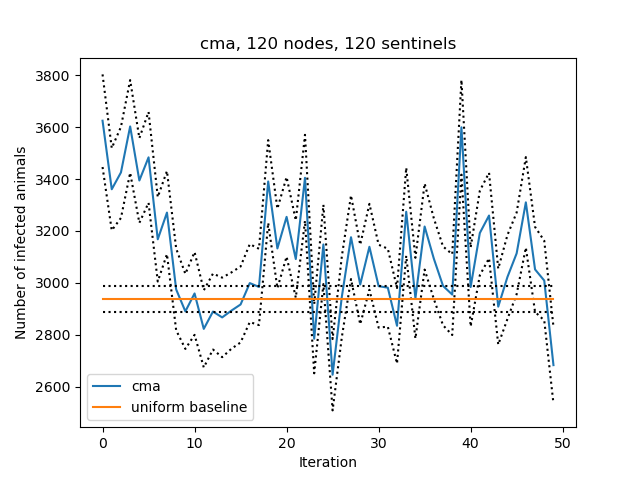 cma, 120 nodes, 120 sentinels
Number of infected animals
3800
3600
3400
3200
3000
2800
2600
cma
uniform baseline
0 10 20 30 40 50
Iteration